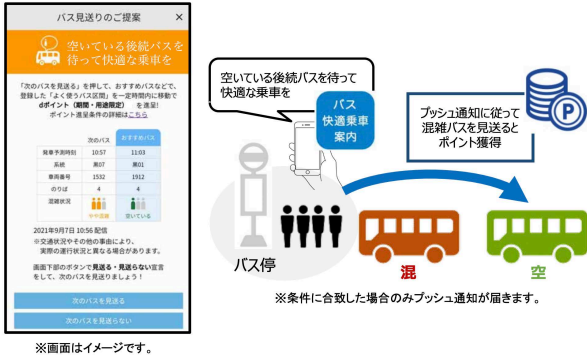 バス見送りのご提案 ×
空いている後続バスを
待って快適な乗車を
「次のバスを見送る」を押して、おすすめバスなどで、
登録した「よく使うバス区間」を一定時間内に移動で
dポイント（期間・用途限定） を進呈!
ポイント進呈条件の詳細はこちら
次のバス おすすめバス
発車予測時刻 10:57 11:03
系統 業07 業01
車両番号 1532 1912
のりば 4 4
混雑状況
やや混雑 空いている
2021年9月7日 10:56 配信
※交通状況やその他の事由により、
実際の運行状況と異なる場合があります。
画面下部のボタンで見送る・見送らない宣言
をして、次のバスを見送りましょう！
次のバスを見送る
次のバスを見送らない
※画面はイメージです。
空いている後続バスを待って
快適な乗車を
バス
快適乗車
案内
P
プッシュ通知に従って
混雑バスを見送ると
ポイント獲得
バス停
混
空
※条件に合致した場合のみプッシュ通知が届きます。